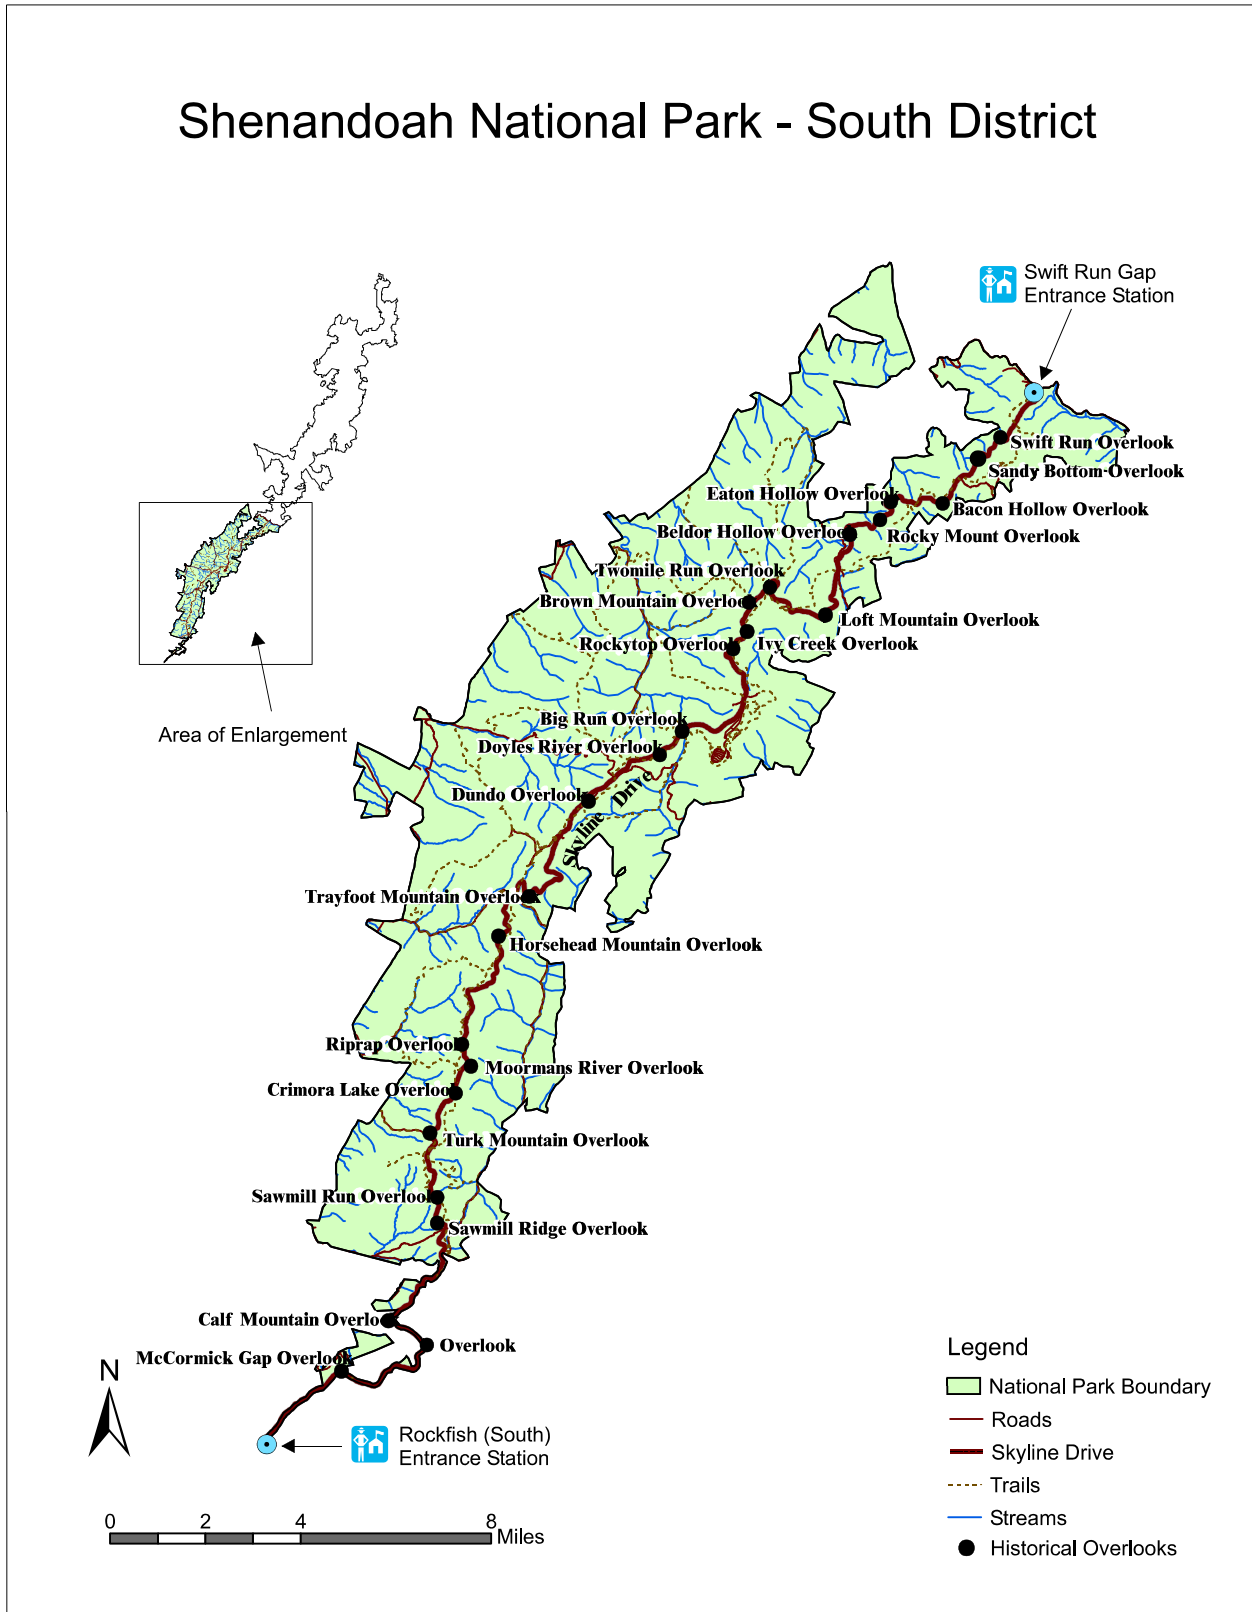 Shenandoah National Park - South District
Swift Run Gap
Entrance Station
Swift Run Overlook
Sandy Bottom Overlook
Eaton Hollow Overlook
Bacon Hollow Overlook
Beldor Hollow Overlook
Rocky Mount Overlook
Twomile Run Overlook
Brown Mountain Overlook
Loft Mountain Overlook
Rockytop Overlook
Ivy Creek Overlook
Big Run Overlook
Area of Enlargement
Doyles River Overlook
Dundo Overlook
Skyline Drive
Trayfoot Mountain Overlook
Horsehead Mountain Overlook
Riprap Overlook
Moormans River Overlook
Crimora Lake Overlook
Turk Mountain Overlook
Sawmill Run Overlook
Sawmill Ridge Overlook
Calf Mountain Overlo
Overlook
McCormick Gap Overlook
N
Rockfish (South)
Entrance Station
0 2 4 8
Miles
Legend
National Park Boundary
Roads
Skyline Drive
Trails
Streams
Historical Overlooks